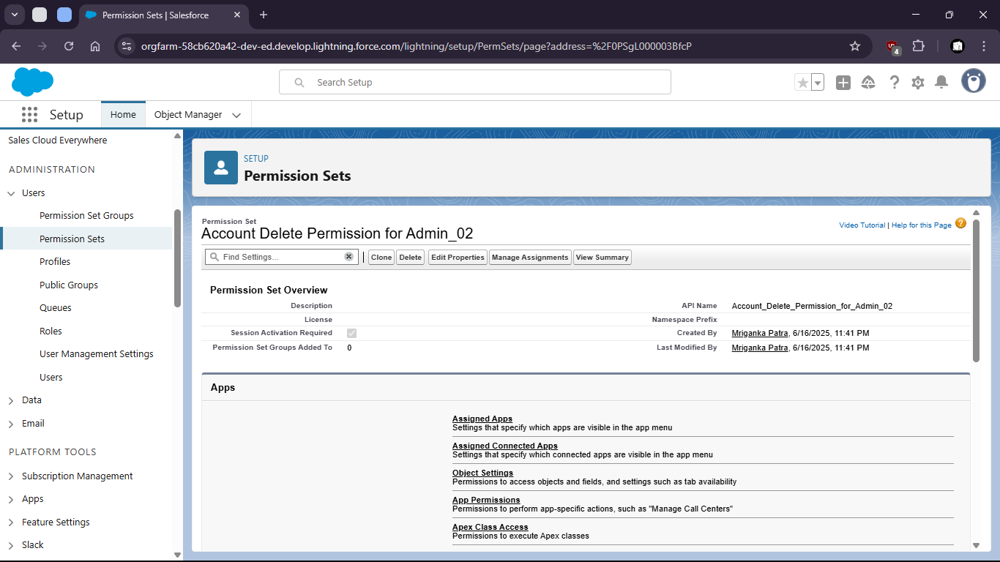 Permission Sets | Salesforce
orgfarm-58cb620a42-dev-ed.develop.lightning.force.com/lightning/setup/PermSets/page?address=%2F0PSgL000003BfcP
4
Search Setup
Setup
Home
Object Manager
Sales Cloud Everywhere
ADMINISTRATION
Users
Permission Set Groups
Permission Sets
Profiles
Public Groups
Queues
Roles
User Management Settings
Users
Data
Email
PLATFORM TOOLS
Subscription Management
Apps
Feature Settings
Slack
SETUP
Permission Sets
Permission Set
Account Delete Permission for Admin_02
Video Tutorial | Help for this Page ?
Find Settings...
Clone
Delete
Edit Properties
Manage Assignments
View Summary
Permission Set Overview
Description
API Name Account_Delete_Permission_for_Admin_02
License
Namespace Prefix
Session Activation Required
Created By Mriganka Patra, 6/16/2025, 11:41 PM
Permission Set Groups Added To 0
Last Modified By Mriganka Patra, 6/16/2025, 11:41 PM
Apps
Assigned Apps
Settings that specify which apps are visible in the app menu
Assigned Connected Apps
Settings that specify which connected apps are visible in the app menu
Object Settings
Permissions to access objects and fields, and settings such as tab availability
App Permissions
Permissions to perform app-specific actions, such as "Manage Call Centers"
Apex Class Access
Permissions to execute Apex classes